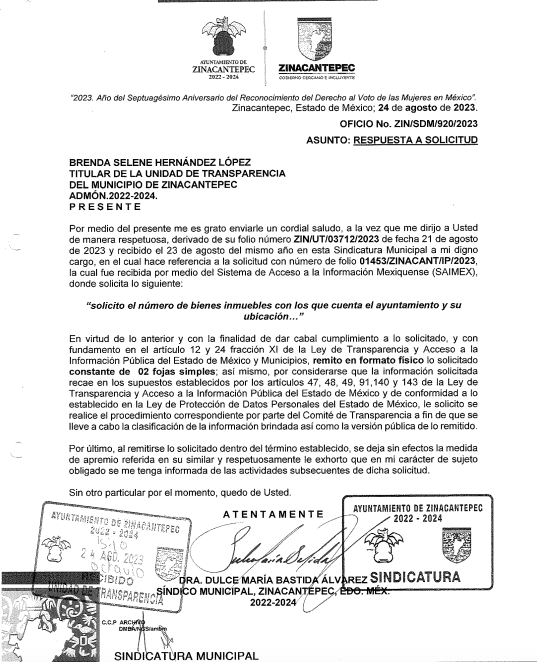 AYUNTAMIENTO DE
ZINACANTEPEC
2022 - 2024
ZINACANTEPEC
GOBIERNO CERCANO E INCLUYENTE
"2023. Año del Septuagésimo Aniversario del Reconocimiento del Derecho al Voto de las Mujeres en México".
Zinacantepec, Estado de México; 24 de agosto de 2023.
OFICIO No. ZIN/SDM/920/2023
ASUNTO: RESPUESTA A SOLICITUD
BRENDA SELENE HERNÁNDEZ LÓPEZ
TITULAR DE LA UNIDAD DE TRANSPARENCIA
DEL MUNICIPIO DE ZINACANTEPEC
ADMÓN.2022-2024.
P R E S E N T E
Por medio del presente me es grato enviarle un cordial saludo, a la vez que me dirijo a Usted
de manera respetuosa, derivado de su folio número ZIN/UT/03712/2023 de fecha 21 de agosto
de 2023 y recibido el 23 de agosto del mismo año en esta Sindicatura Municipal a mi digno
cargo, en el cual hace referencia a la solicitud con número de folio 01453/ZINACANT/IP/2023,
la cual fue recibida por medio del Sistema de Acceso a la Información Mexiquense (SAIMEX),
donde solicita lo siguiente:
"solicito el número de bienes inmuebles con los que cuenta el ayuntamiento y su
ubicación…"
En virtud de lo anterior y con la finalidad de dar cabal cumplimiento a lo solicitado, y con
fundamento en el artículo 12 y 24 fracción XI de la Ley de Transparencia y Acceso a la
Información Pública del Estado de México y Municipios, remito en formato físico lo solicitado
constante de 02 fojas simples; así mismo, por considerarse que la información solicitada
recae en los supuestos establecidos por los artículos 47, 48, 49, 91,140 y 143 de la Ley de
Transparencia y Acceso a la Información Pública del Estado de México y de conformidad a lo
establecido en la Ley de Protección de Datos Personales del Estado de México, le solicito se
realice el procedimiento correspondiente por parte del Comité de Transparencia a fin de que se
lleve a cabo la clasificación de la información brindada así como la versión pública de lo remitido.
Por último, al remitirse lo solicitado dentro del término establecido, se deja sin efectos la medida
de apremio referida en su similar y respetuosamente le exhorto que en mi carácter de sujeto
obligado se me tenga informada de las actividades subsecuentes de dicha solicitud.
Sin otro particular por el momento, quedo de Usted.
A T E N T A M E N T E
AYUNTAMIENTO DE ZINACANTEPEC
2022 - 2024
24 AGO 2023
Octavio
RECIBIDO
UNIDAD DE TRANSPARENCIA
AYUNTAMIENTO DE ZINACANTEPEC
2022 - 2024
SINDICATURA
DRA. DULCE MARÍA BASTIDA ÁLVAREZ
SÍNDICO MUNICIPAL, ZINACANTEPEC, EDO. MÉX.
2022-2024
C.C.P ARCHIVO
SINDICATURA MUNICIPAL